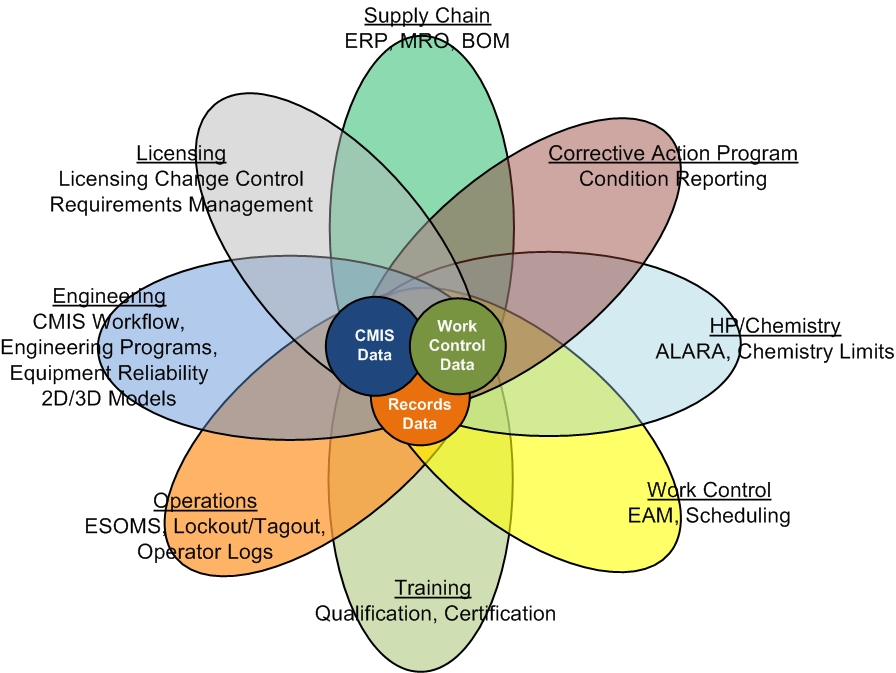 Supply Chain
ERP, MRO, BOM
Licensing
Licensing Change Control
Requirements Management
Corrective Action Program
Condition Reporting
Engineering
CMIS Workflow,
Engineering Programs,
Equipment Reliability
2D/3D Models
CMIS
Data
Work
Control
Data
Records
Data
HP/Chemistry
ALARA, Chemistry Limits
Operations
ESOMS, Lockout/Tagout,
Operator Logs
Work Control
EAM, Scheduling
Training
Qualification, Certification